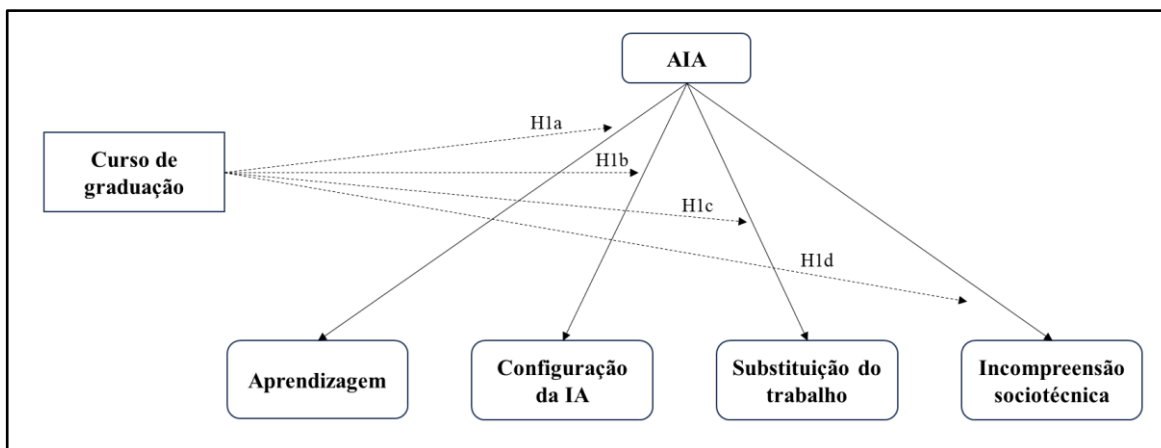 AIA
H1a
Curso de
graduação
H1b
H1c
H1d
Aprendizagem
Configuração
da IA
Substituição do
trabalho
Incompreensão
sociotécnica